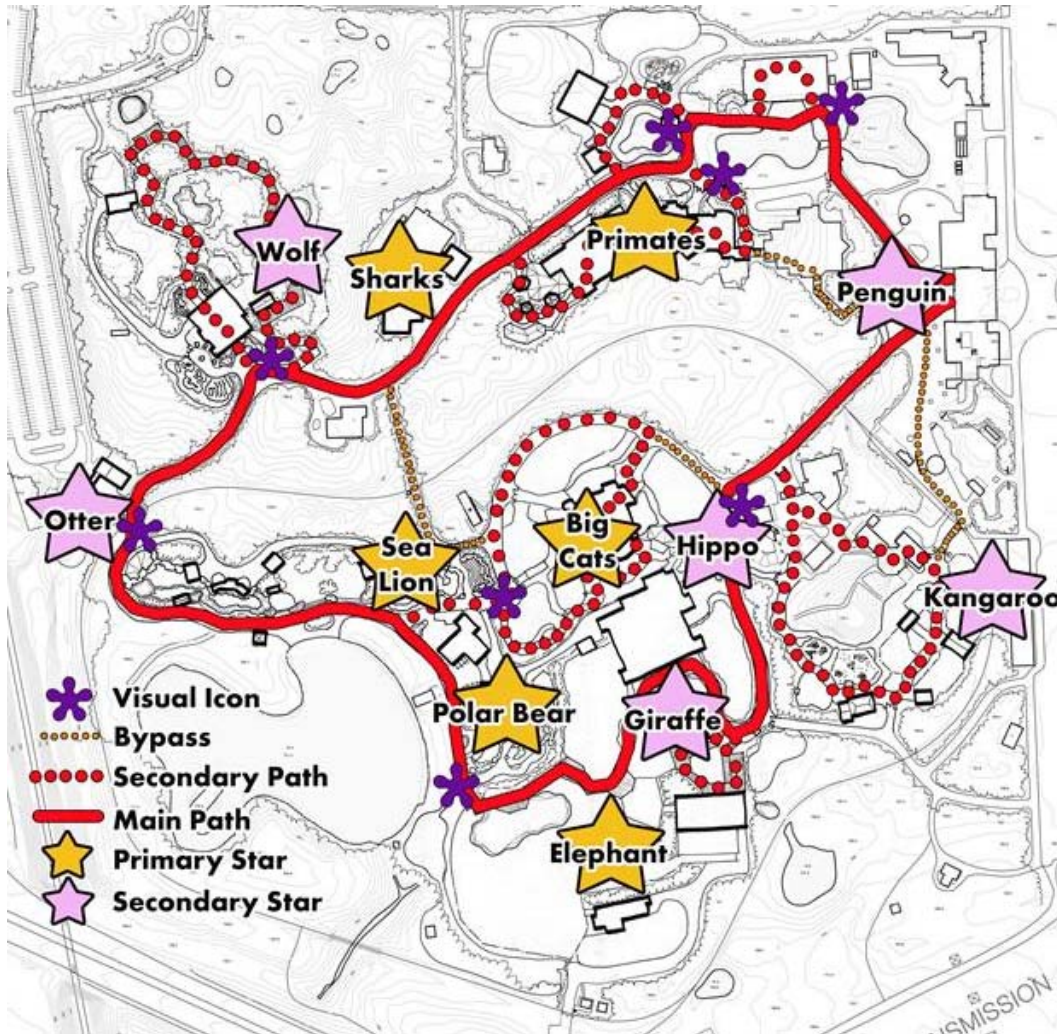 Wolf
Sharks
Primates
Penguin
Otter
Sea
Lion
Big
Cats
Hippo
Kangaroo
Polar Bear
Giraffe
Elephant
Visual Icon
Bypass
Secondary Path
Main Path
Primary Star
Secondary Star